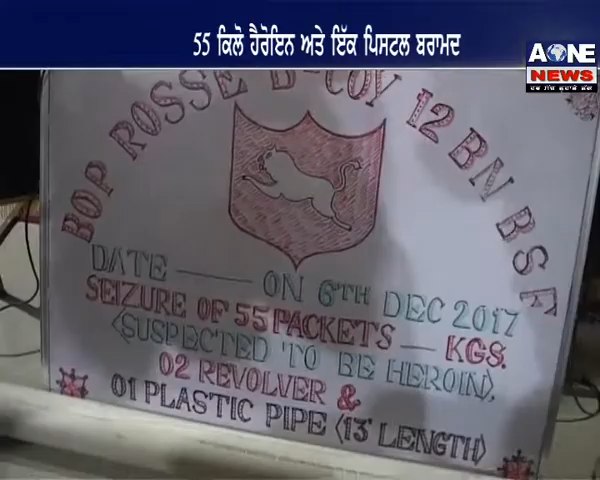 55 ਕਿਲੋ ਹੈਰੋਇਨ ਅਤੇ ਇੱਕ ਪਿਸਟਲ ਬਰਾਮਦ
AONE
NEWS
BOP ROSSE D-COY 12 BN BSF
DATE —— ON 6TH DEC 2017
SEIZURE OF 55 PACKETS — KGS.
<SUSPECTED TO BE HEROIN>,
02 REVOLVER &
01 PLASTIC PIPE <13' LENGTH>